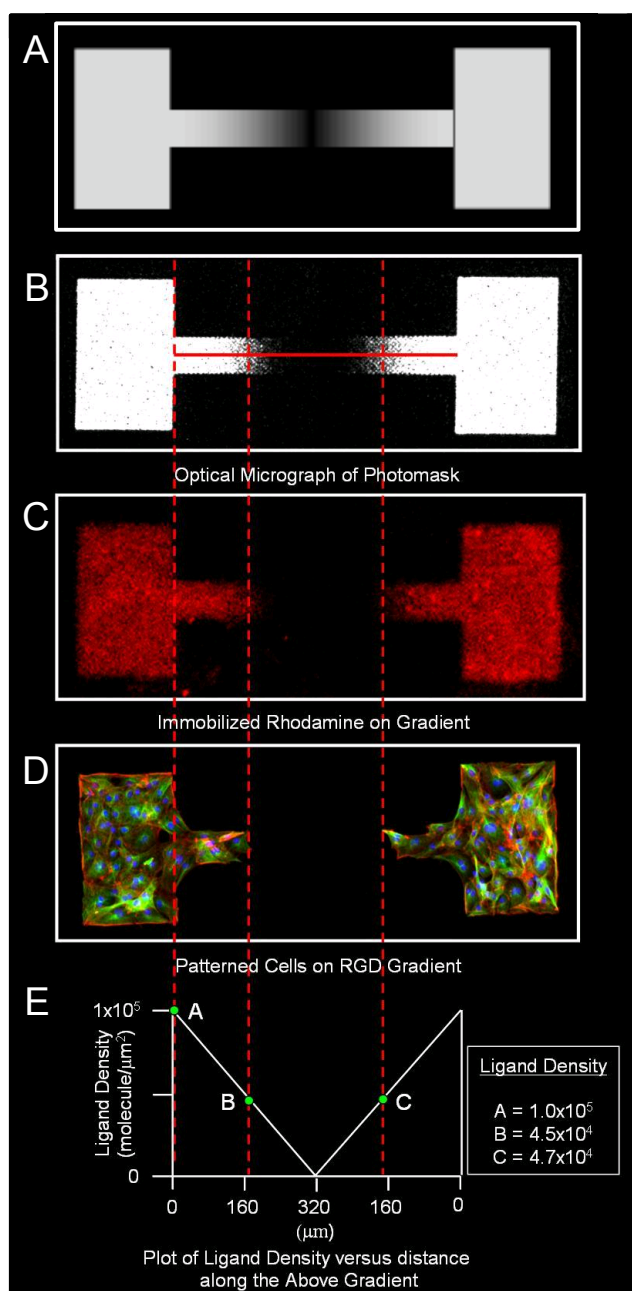 A
B
Optical Micrograph of Photomask
C
Immobilized Rhodamine on Gradient
D
Patterned Cells on RGD Gradient
E
1x10⁵
A
Ligand Density
(molecule/μm²)
B
C
0
Ligand Density
A = 1.0x10⁵
B = 4.5x10⁴
C = 4.7x10⁴
0
160
320
160
0
(μm)
Plot of Ligand Density versus distance
along the Above Gradient